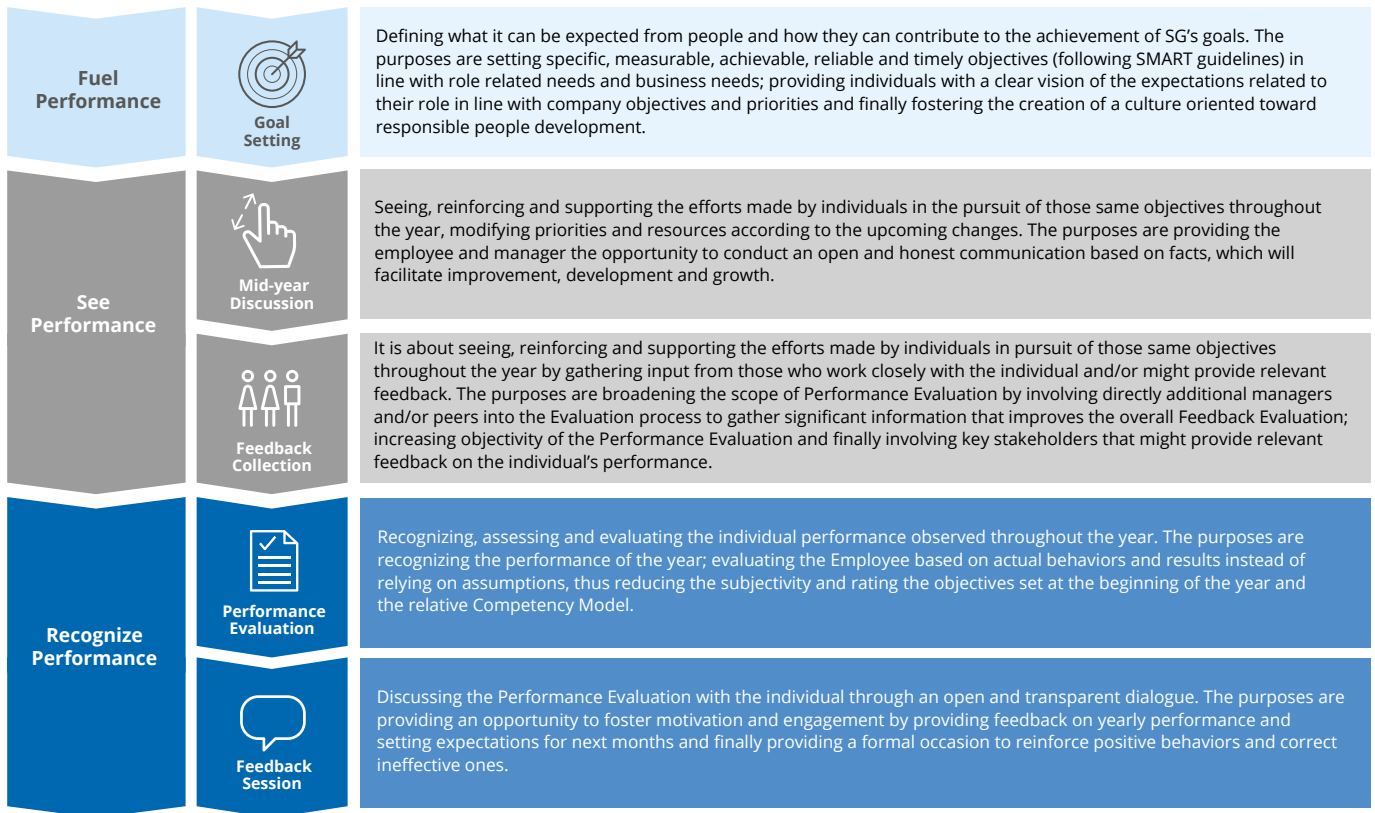 Fuel
Performance
Goal
Setting
Defining what it can be expected from people and how they can contribute to the achievement of SG’s goals. The
purposes are setting specific, measurable, achievable, reliable and timely objectives (following SMART guidelines) in
line with role related needs and business needs; providing individuals with a clear vision of the expectations related to
their role in line with company objectives and priorities and finally fostering the creation of a culture oriented toward
responsible people development.
See
Performance
Mid-year
Discussion
Seeing, reinforcing and supporting the efforts made by individuals in the pursuit of those same objectives throughout
the year, modifying priorities and resources according to the upcoming changes. The purposes are providing the
employee and manager the opportunity to conduct an open and honest communication based on facts, which will
facilitate improvement, development and growth.
Feedback
Collection
It is about seeing, reinforcing and supporting the efforts made by individuals in pursuit of those same objectives
throughout the year by gathering input from those who work closely with the individual and/or might provide relevant
feedback. The purposes are broadening the scope of Performance Evaluation by involving directly additional managers
and/or peers into the Evaluation process to gather significant information that improves the overall Feedback Evaluation;
increasing objectivity of the Performance Evaluation and finally involving key stakeholders that might provide relevant
feedback on the individual’s performance.
Recognize
Performance
Performance
Evaluation
Recognizing, assessing and evaluating the individual performance observed throughout the year. The purposes are
recognizing the performance of the year; evaluating the Employee based on actual behaviors and results instead of
relying on assumptions, thus reducing the subjectivity and rating the objectives set at the beginning of the year and
the relative Competency Model.
Feedback
Session
Discussing the Performance Evaluation with the individual through an open and transparent dialogue. The purposes are
providing an opportunity to foster motivation and engagement by providing feedback on yearly performance and
setting expectations for next months and finally providing a formal occasion to reinforce positive behaviors and correct
ineffective ones.